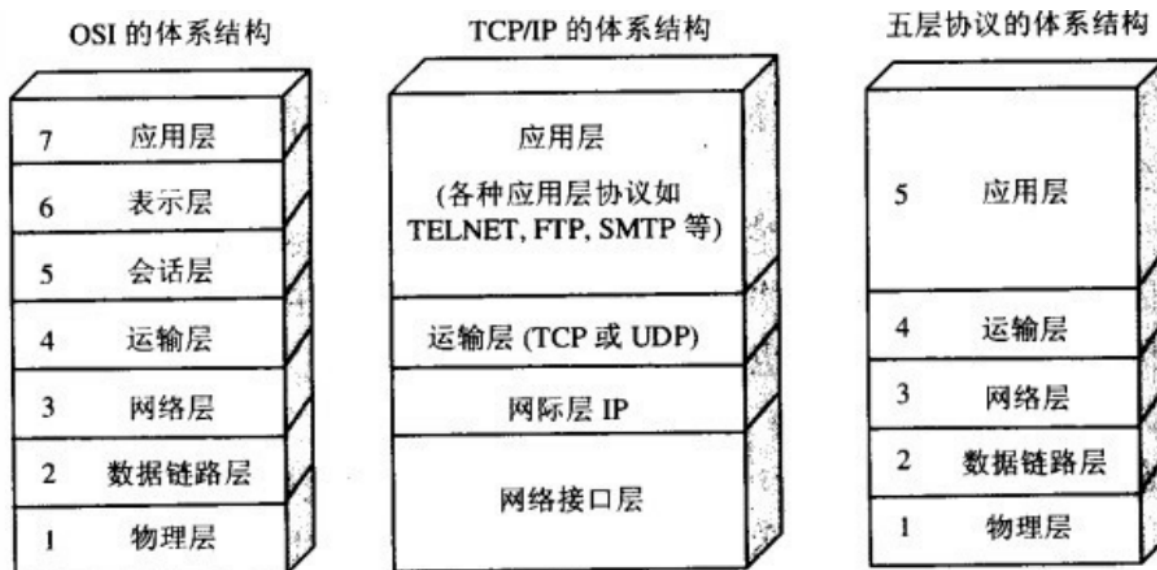 OSI 的体系结构
7 应用层
6 表示层
5 会话层
4 运输层
3 网络层
2 数据链路层
1 物理层
TCP/IP 的体系结构
应用层
(各种应用层协议如
TELNET, FTP, SMTP 等)
运输层 (TCP 或 UDP)
网际层 IP
网络接口层
五层协议的体系结构
5 应用层
4 运输层
3 网络层
2 数据链路层
1 物理层